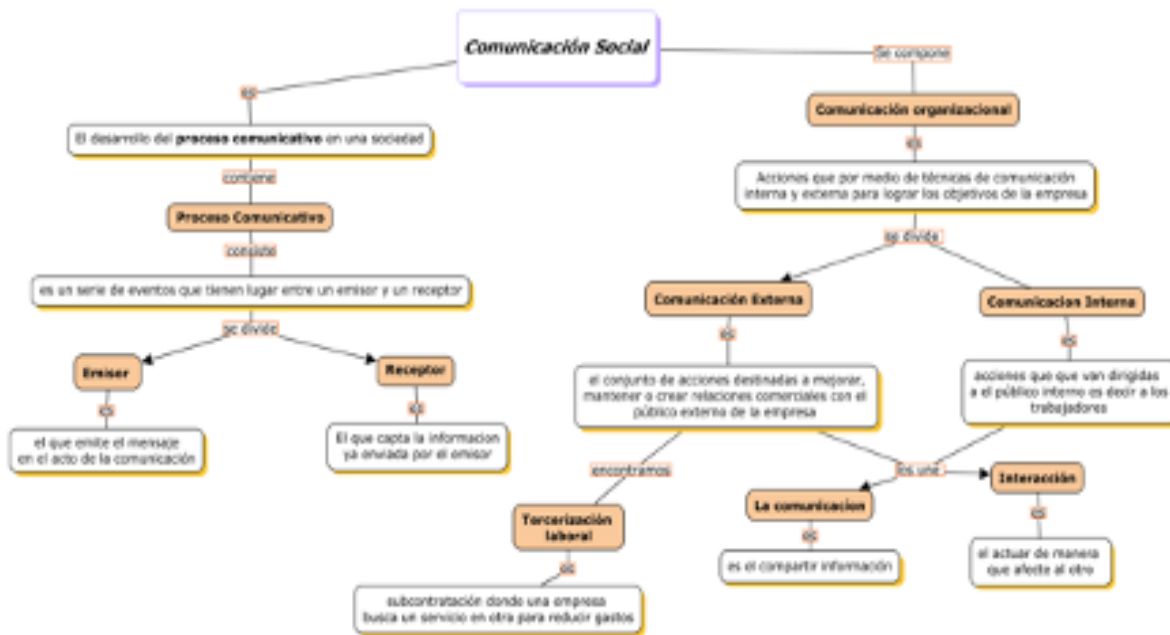 Comunicación Social
es
El desarrollo del proceso comunicativo en una sociedad
contiene
Proceso Comunicativo
consiste
es un serie de eventos que tienen lugar entre un emisor y un receptor
se divide
Emisor
es
el que emite el mensaje
en el acto de la comunicación
Receptor
es
El que capta la informacion
ya enviada por el emisor
Se compone
Comunicación organizacional
es
Acciones que por medio de técnicas de comunicación
interna y externa para lograr los objetivos de la empresa
se divide
Comunicación Externa
es
el conjunto de acciones destinadas a mejorar,
mantener o crear relaciones comerciales con el
público externo de la empresa
Comunicacion Interna
es
acciones que que van dirigidas
a el público interno es decir a los
trabajadores
encontramos
Tercerización
laboral
es
subcontratación donde una empresa
busca un servicio en otra para reducir gastos
es una
La comunicacion
es
es el compartir información
Interacción
es
el actuar de manera
que afecte al otro